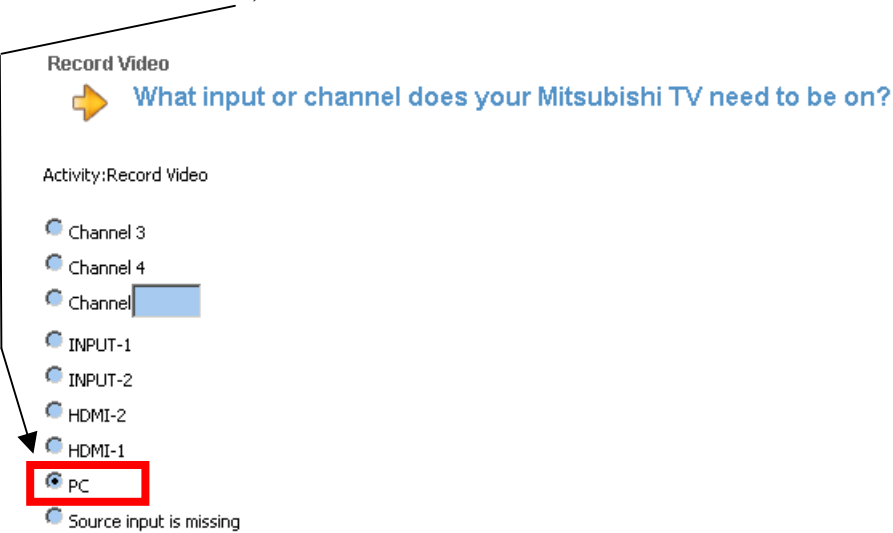 Record Video
What input or channel does your Mitsubishi TV need to be on?
Activity:Record Video
Channel 3
Channel 4
Channel
INPUT-1
INPUT-2
HDMI-2
HDMI-1
PC
Source input is missing